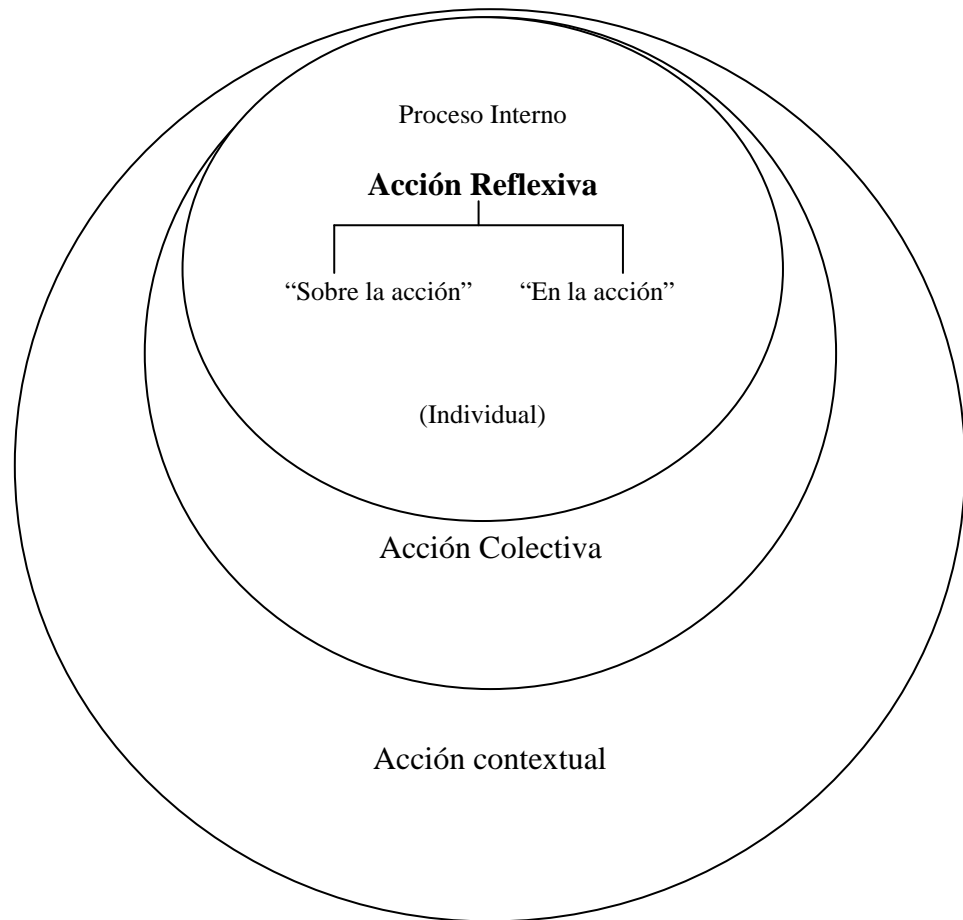 Proceso Interno
Acción Reflexiva
“Sobre la acción” “En la acción”
(Individual)
Acción Colectiva
Acción contextual